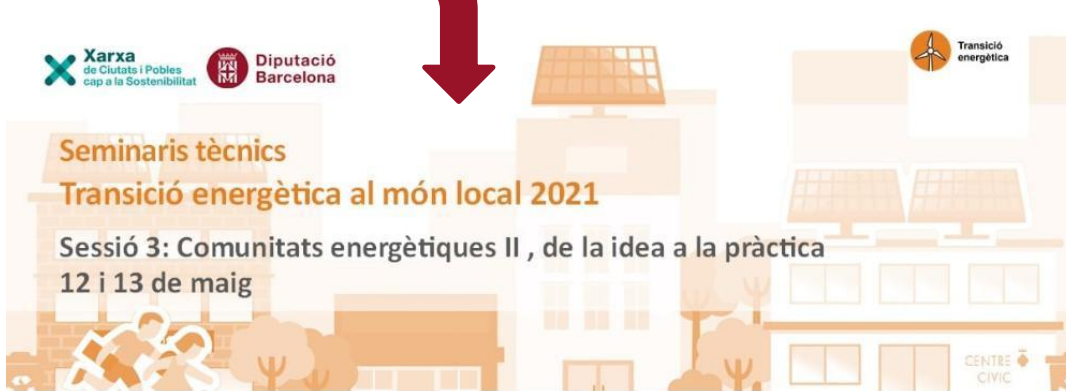 Xarxa
de Ciutats i Pobles
cap a la Sostenibilitat
Diputació
Barcelona
Transició
energètica
Seminaris tècnics
Transició energètica al món local 2021
Sessió 3: Comunitats energètiques II , de la idea a la pràctica
12 i 13 de maig
CENTRE
CIVIC